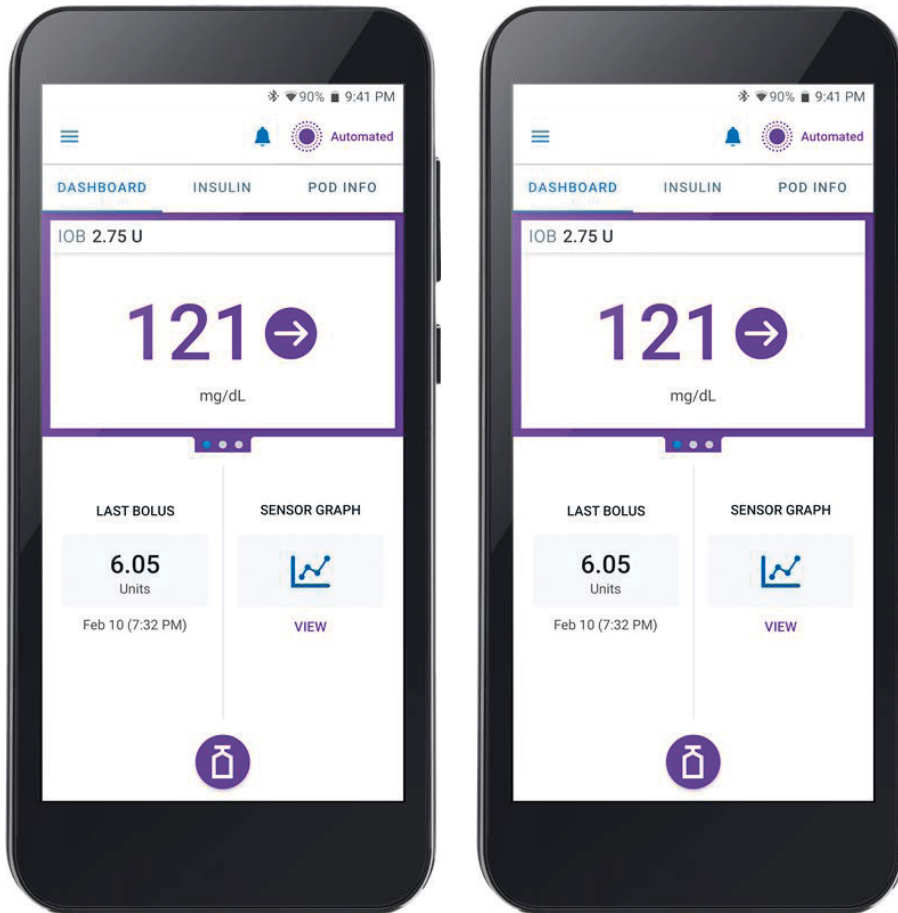 90% 9:41 PM
Automated
DASHBOARD INSULIN POD INFO
IOB 2.75 U
121
mg/dL
LAST BOLUS SENSOR GRAPH
6.05
Units
Feb 10 (7:32 PM) VIEW
90% 9:41 PM
Automated
DASHBOARD INSULIN POD INFO
IOB 2.75 U
121
mg/dL
LAST BOLUS SENSOR GRAPH
6.05
Units
Feb 10 (7:32 PM) VIEW